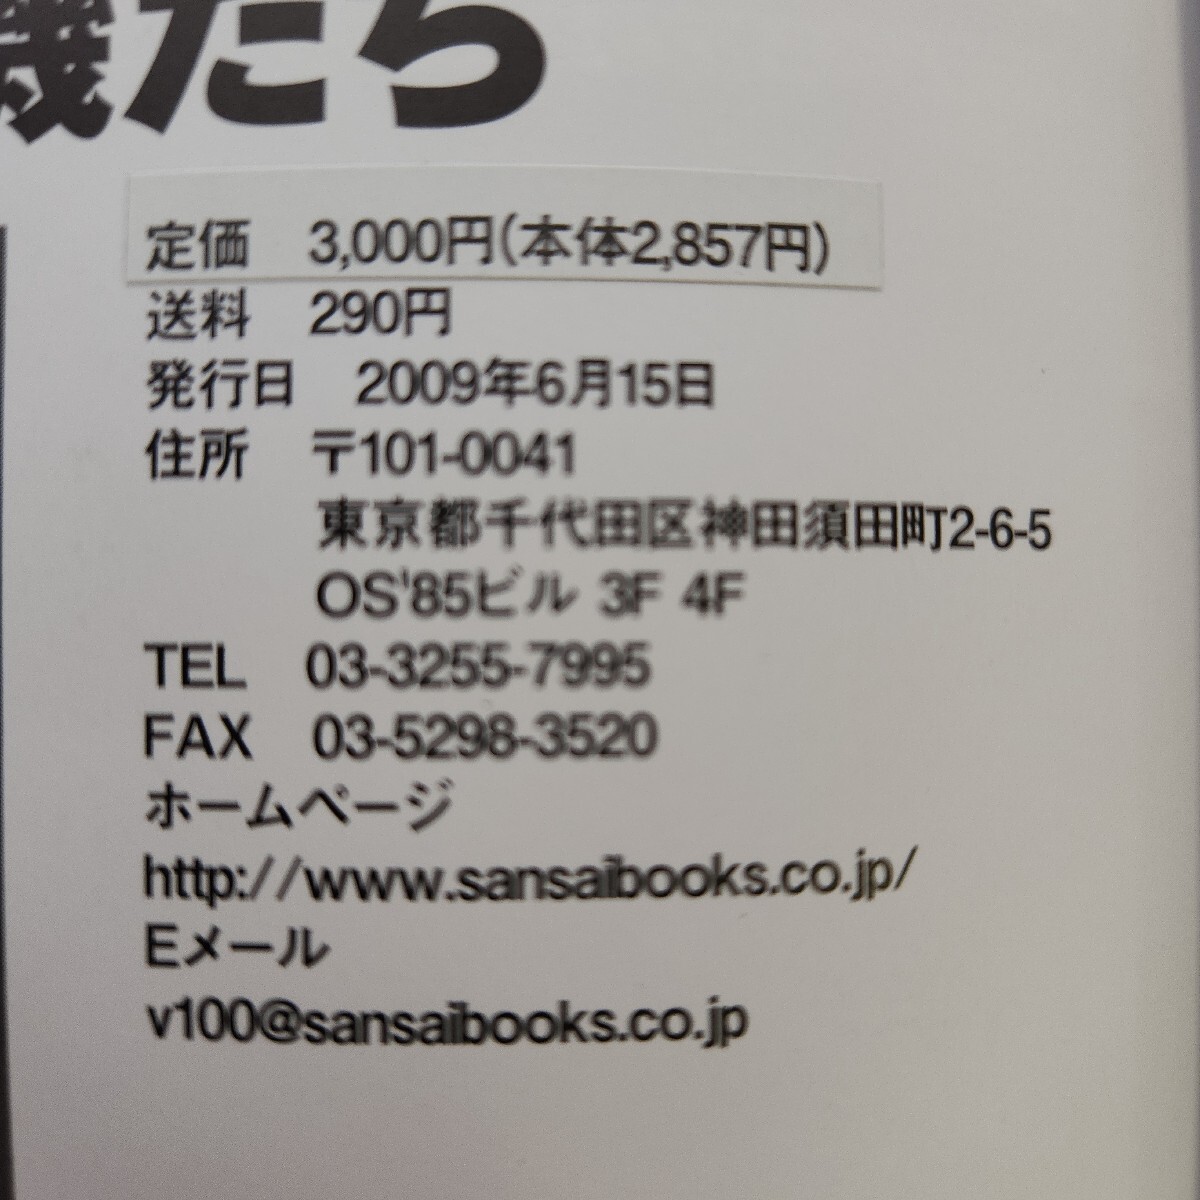 機たち
定価 3,000円(本体2,857円)
送料 290円
発行日 2009年6月15日
住所 〒101-0041
東京都千代田区神田須田町2-6-5
OS'85ビル 3F 4F
TEL 03-3255-7995
FAX 03-5298-3520
ホームページ
http://www.sansaibooks.co.jp/
Eメール
v100@sansaibooks.co.jp